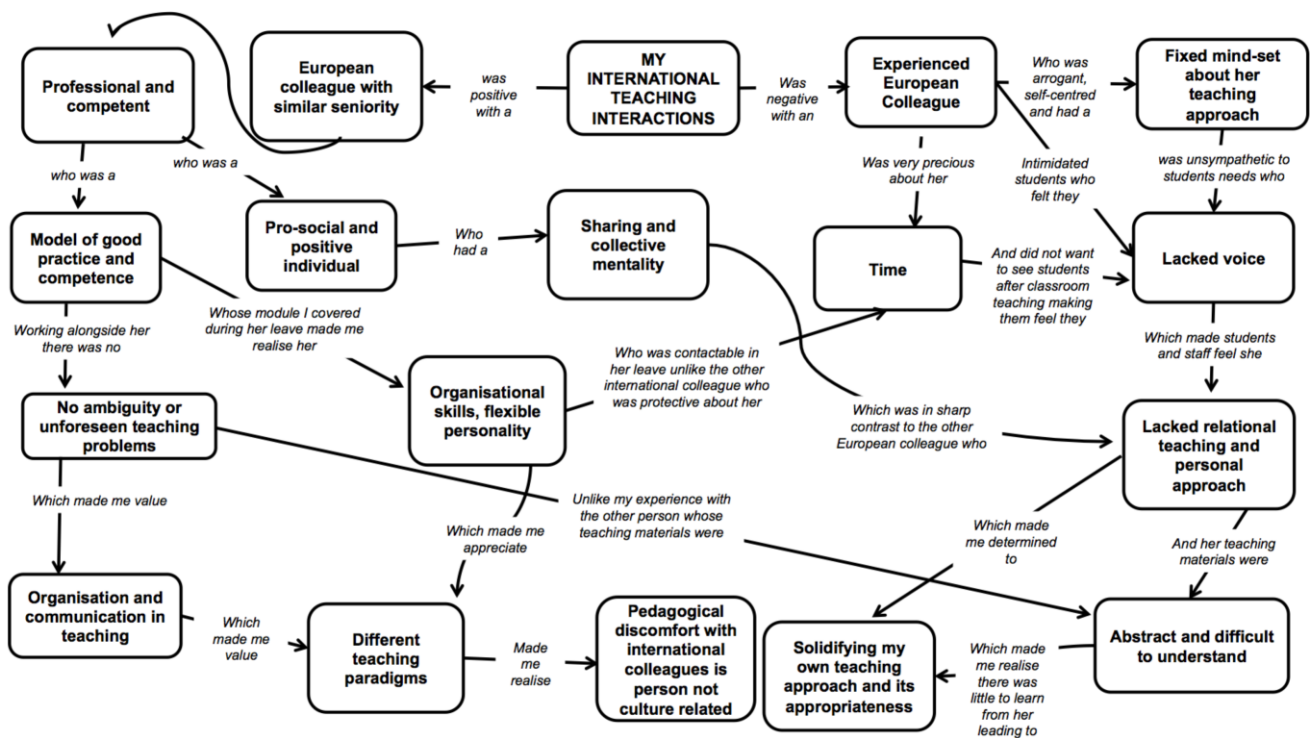 Professional and
competent
European
colleague with
similar seniority
was
positive
with a
MY
INTERNATIONAL
TEACHING
INTERACTIONS
Was
negative
with an
Experienced
European
Colleague
Who was
arrogant,
self-centred
and had a
Fixed mind-set
about her
teaching
approach
who was a
who was a
Was very precious
about her
Intimidated
students who
felt they
was unsympathetic to
students needs who
Model of good
practice and
competence
Pro-social and
positive
individual
Who
had a
Sharing and
collective
mentality
Time
And did not want
to see students
after classroom
teaching making
them feel they
Lacked voice
Working alongside her
there was no
Whose module I covered
during her leave made me
realise her
Who was contactable in
her leave unlike the other
international colleague who
was protective about her
Which made students
and staff feel she
No ambiguity or
unforeseen teaching
problems
Organisational
skills, flexible
personality
Which was in sharp
contrast to the other
European colleague who
Lacked relational
teaching and
personal
approach
Which made me value
Which made me
appreciate
Unlike my experience with
the other person whose
teaching materials were
Which made
me determined
to
And her teaching
materials were
Organisation and
communication in
teaching
Which
made me
value
Different
teaching
paradigms
Made
me
realise
Pedagogical
discomfort with
international
colleagues is
person not
culture related
Solidifying my
own teaching
approach and its
appropriateness
Which made
me realise
there was
little to learn
from her
leading to
Abstract and difficult
to understand